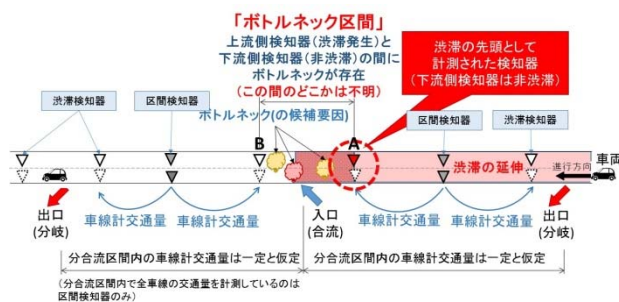 「ボトルネック区間」
上流側検知器(渋滞発生)と
下流側検知器(非渋滞)の間に
ボトルネックが存在
(この間のどこかは不明)
渋滞の先頭として
計測された検知器
(下流側検知器は非渋滞)
渋滞検知器
区間検知器
ボトルネック(の候補要因)
区間検知器
渋滞検知器
B
A
渋滞の延伸
進行方向
車両
出口
(分岐)
車線計交通量
車線計交通量
入口
(合流)
車線計交通量
車線計交通量
出口
(分岐)
分合流区間内の車線計交通量は一定と仮定
分合流区間内の車線計交通量は一定と仮定
(分合流区間内で全車線の交通量を計測しているのは
区間検知器のみ)